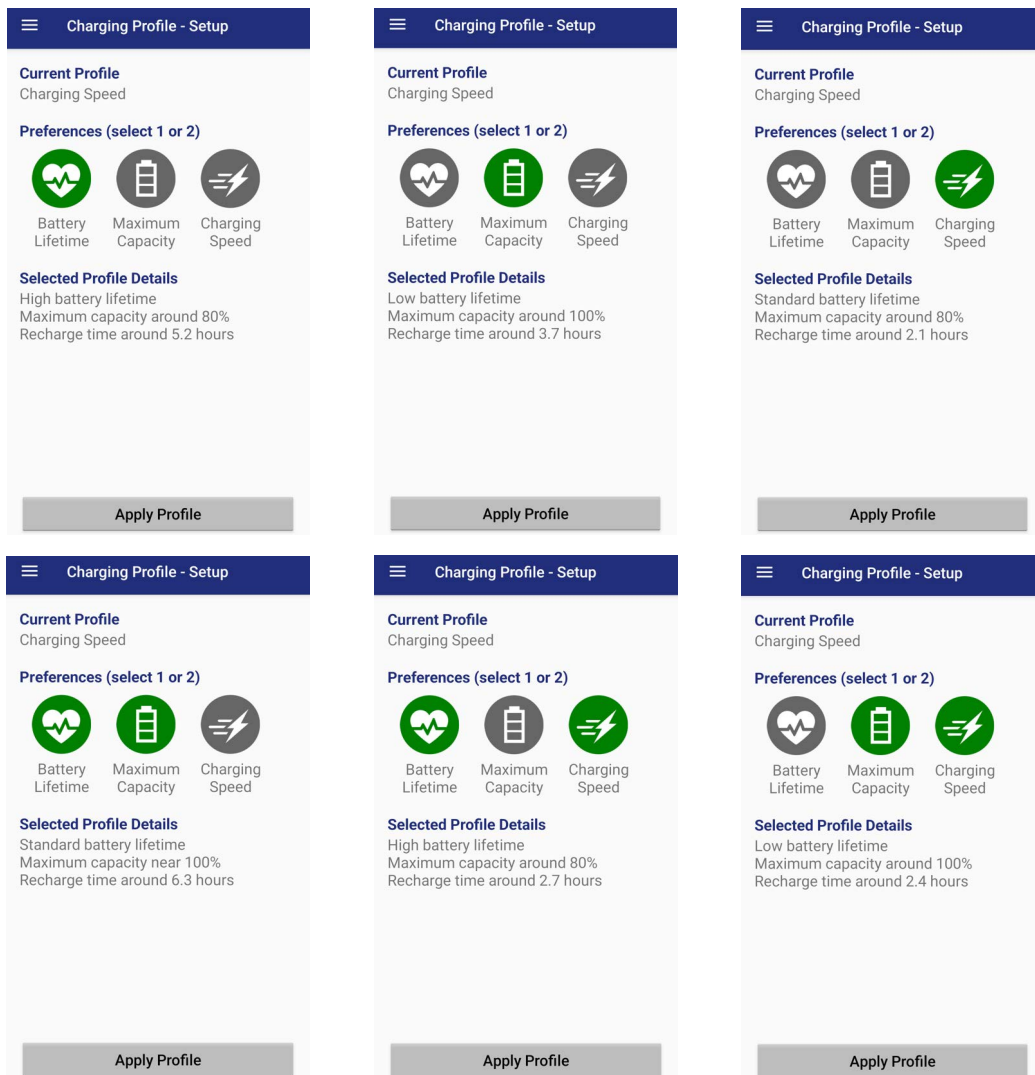 Charging Profile - Setup
Current Profile
Charging Speed
Preferences (select 1 or 2)
Battery Lifetime
Maximum Capacity
Charging Speed
Selected Profile Details
High battery lifetime
Maximum capacity around 80%
Recharge time around 5.2 hours
Apply Profile
Charging Profile - Setup
Current Profile
Charging Speed
Preferences (select 1 or 2)
Battery Lifetime
Maximum Capacity
Charging Speed
Selected Profile Details
Low battery lifetime
Maximum capacity around 100%
Recharge time around 3.7 hours
Apply Profile
Charging Profile - Setup
Current Profile
Charging Speed
Preferences (select 1 or 2)
Battery Lifetime
Maximum Capacity
Charging Speed
Selected Profile Details
Standard battery lifetime
Maximum capacity around 80%
Recharge time around 2.1 hours
Apply Profile
Charging Profile - Setup
Current Profile
Charging Speed
Preferences (select 1 or 2)
Battery Lifetime
Maximum Capacity
Charging Speed
Selected Profile Details
Standard battery lifetime
Maximum capacity near 100%
Recharge time around 6.3 hours
Apply Profile
Charging Profile - Setup
Current Profile
Charging Speed
Preferences (select 1 or 2)
Battery Lifetime
Maximum Capacity
Charging Speed
Selected Profile Details
High battery lifetime
Maximum capacity around 80%
Recharge time around 2.7 hours
Apply Profile
Charging Profile - Setup
Current Profile
Charging Speed
Preferences (select 1 or 2)
Battery Lifetime
Maximum Capacity
Charging Speed
Selected Profile Details
Low battery lifetime
Maximum capacity around 100%
Recharge time around 2.4 hours
Apply Profile